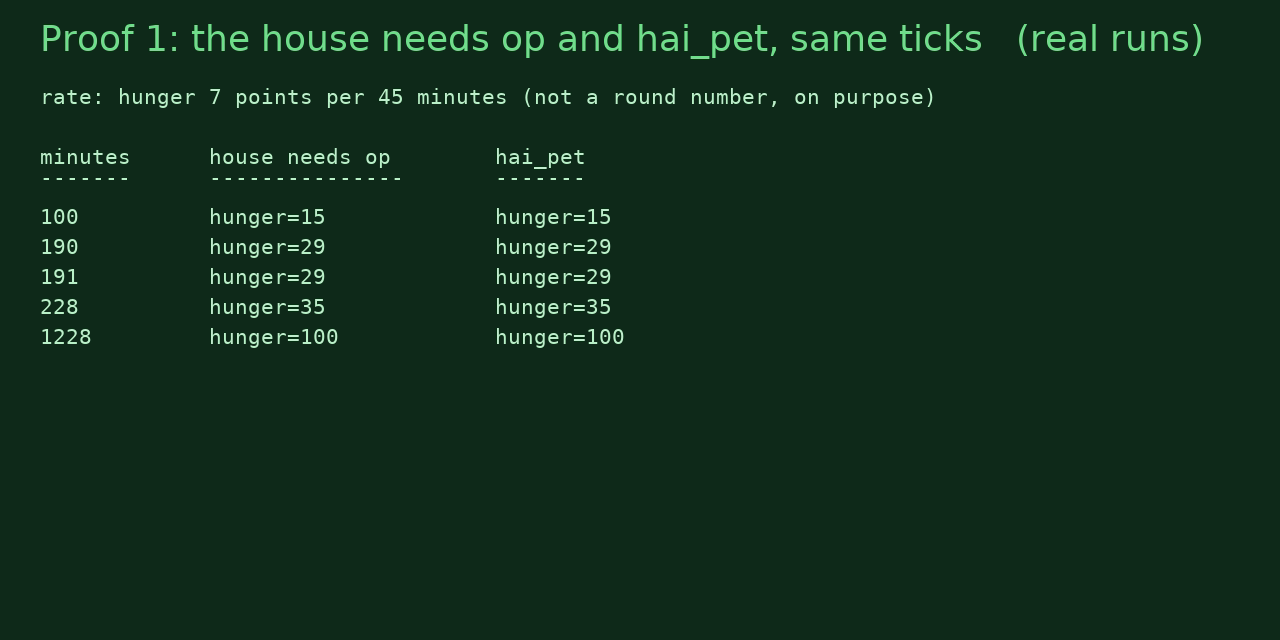 Proof 1: the house needs op and hai_pet, same ticks   (real runs)
rate: hunger 7 points per 45 minutes (not a round number, on purpose)
minutes      house needs op        hai_pet
-------      ---------------       -------
100          hunger=15             hunger=15
190          hunger=29             hunger=29
191          hunger=29             hunger=29
228          hunger=35             hunger=35
1228         hunger=100            hunger=100